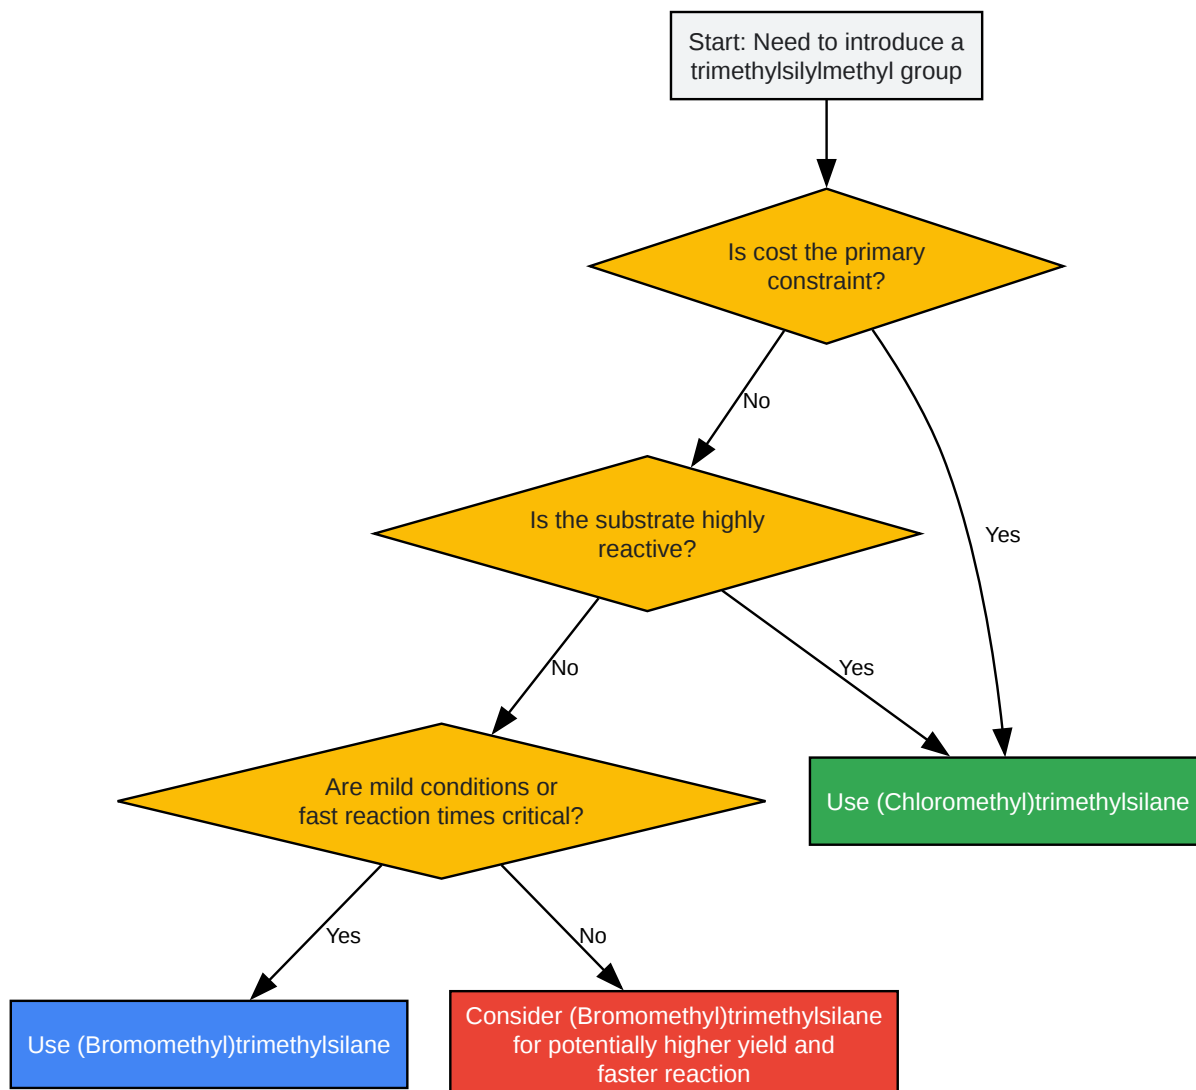 Start: Need to introduce a
trimethylsilylmethyl group
Is cost the primary
constraint?
No
Yes
Is the substrate highly
reactive?
No
Yes
Are mild conditions or
fast reaction times critical?
Use (Chloromethyl)trimethylsilane
Yes
No
Use (Bromomethyl)trimethylsilane
Consider (Bromomethyl)trimethylsilane
for potentially higher yield and
faster reaction